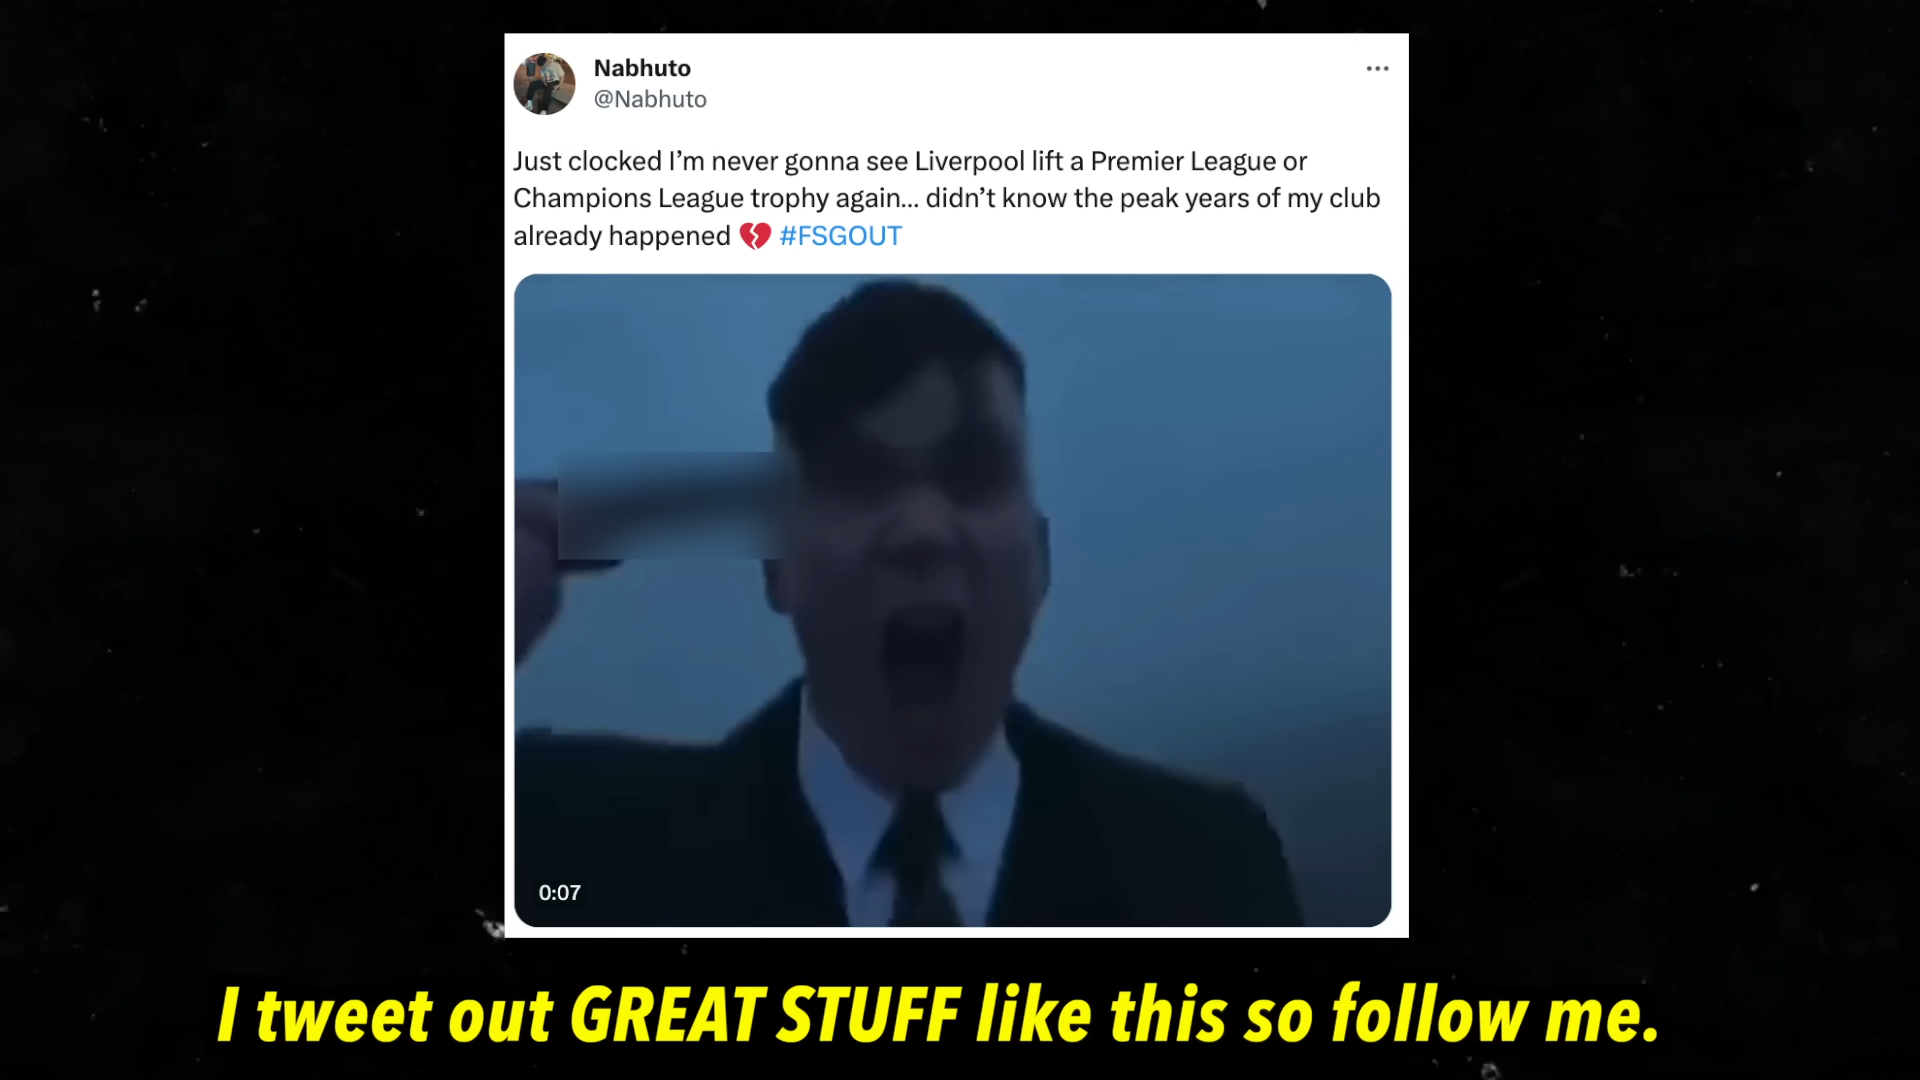 Nabhuto
@Nabhuto
Just clocked I’m never gonna see Liverpool lift a Premier League or
Champions League trophy again... didn’t know the peak years of my club
already happened 💔 #FSGOUT
0:07
I tweet out GREAT STUFF like this so follow me.